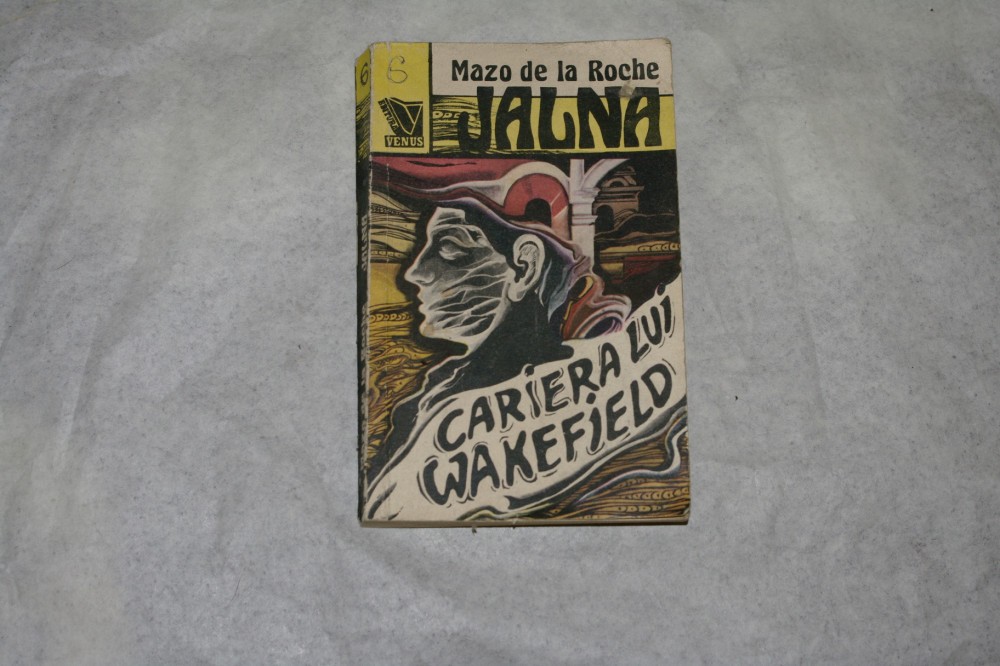 6
6
Mazo de la Roche
JALNA
VENUS
CARIERA LUI
WAKEFIELD